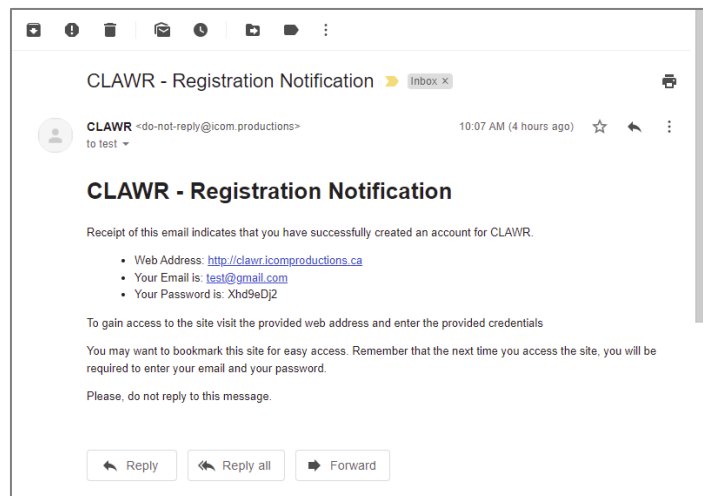 CLAWR - Registration Notification Inbox ×
CLAWR <do-not-reply@icom.productions> 10:07 AM (4 hours ago)
to test
CLAWR - Registration Notification
Receipt of this email indicates that you have successfully created an account for CLAWR.
• Web Address: http://clawr.icomproductions.ca
• Your Email is: test@gmail.com
• Your Password is: Xhd9eDj2
To gain access to the site visit the provided web address and enter the provided credentials
You may want to bookmark this site for easy access. Remember that the next time you access the site, you will be
required to enter your email and your password.
Please, do not reply to this message.
Reply Reply all Forward